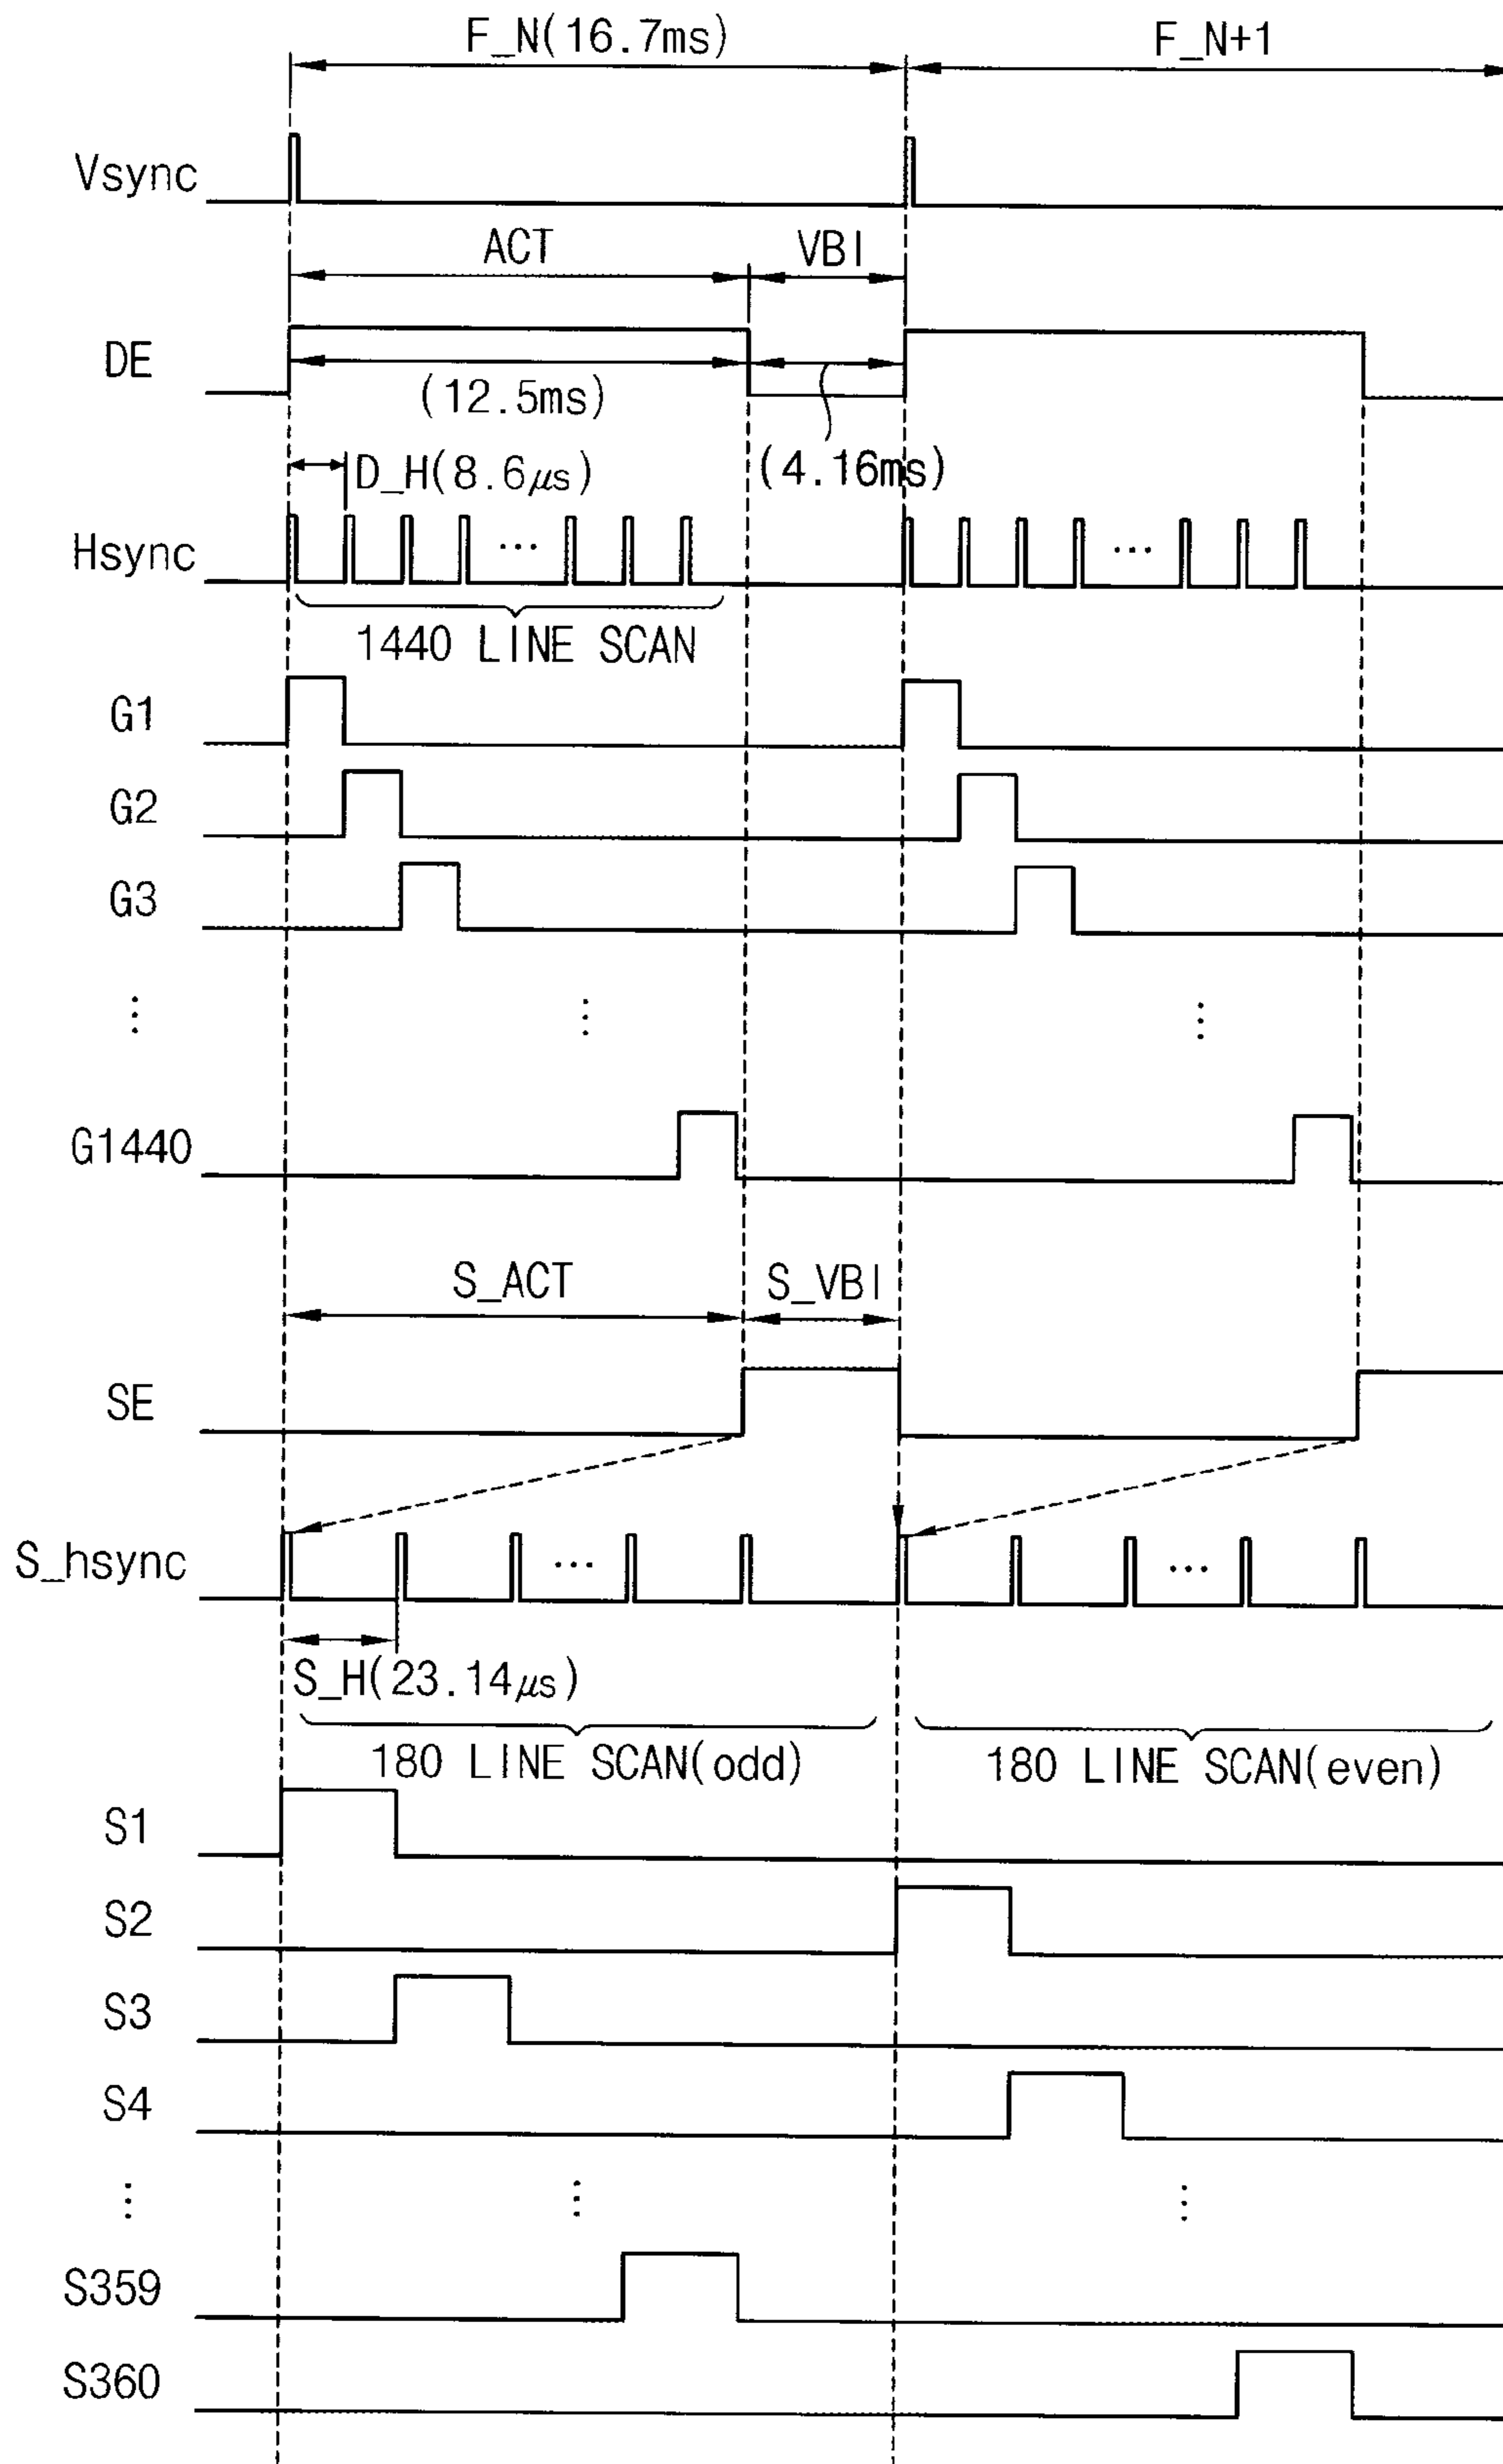 F_N(16.7ms) F_N+1
Vsync
ACT VBI
DE
(12.5ms)
(4.16ms)
D_H(8.6μs)
Hsync ... ...
1440 LINE SCAN
G1
G2
G3
⋮ ⋮ ⋮
G1440
S_ACT S_VBI
SE
S_hsync ... ...
S_H(23.14μs)
180 LINE SCAN(odd) 180 LINE SCAN(even)
S1
S2
S3
S4
⋮ ⋮ ⋮
S359
S360